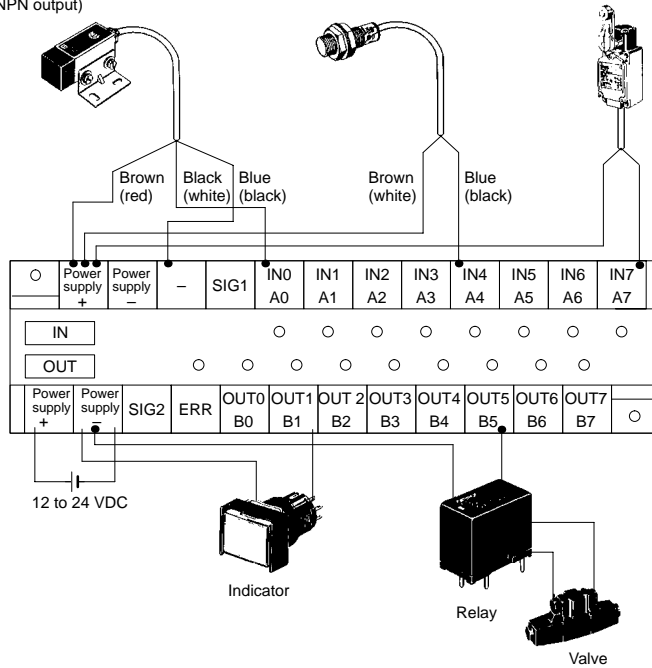 NPN output)
Brown Black Blue Brown Blue
(red) (white) (black) (white) (black)
Power supply + Power supply – – SIG1 IN0 A0 IN1 A1 IN2 A2 IN3 A3 IN4 A4 IN5 A5 IN6 A6 IN7 A7
IN
OUT
Power supply + Power supply – SIG2 ERR OUT0 B0 OUT1 B1 OUT 2 B2 OUT3 B3 OUT4 B4 OUT5 B5 OUT6 B6 OUT7 B7
12 to 24 VDC
Indicator
Relay
Valve